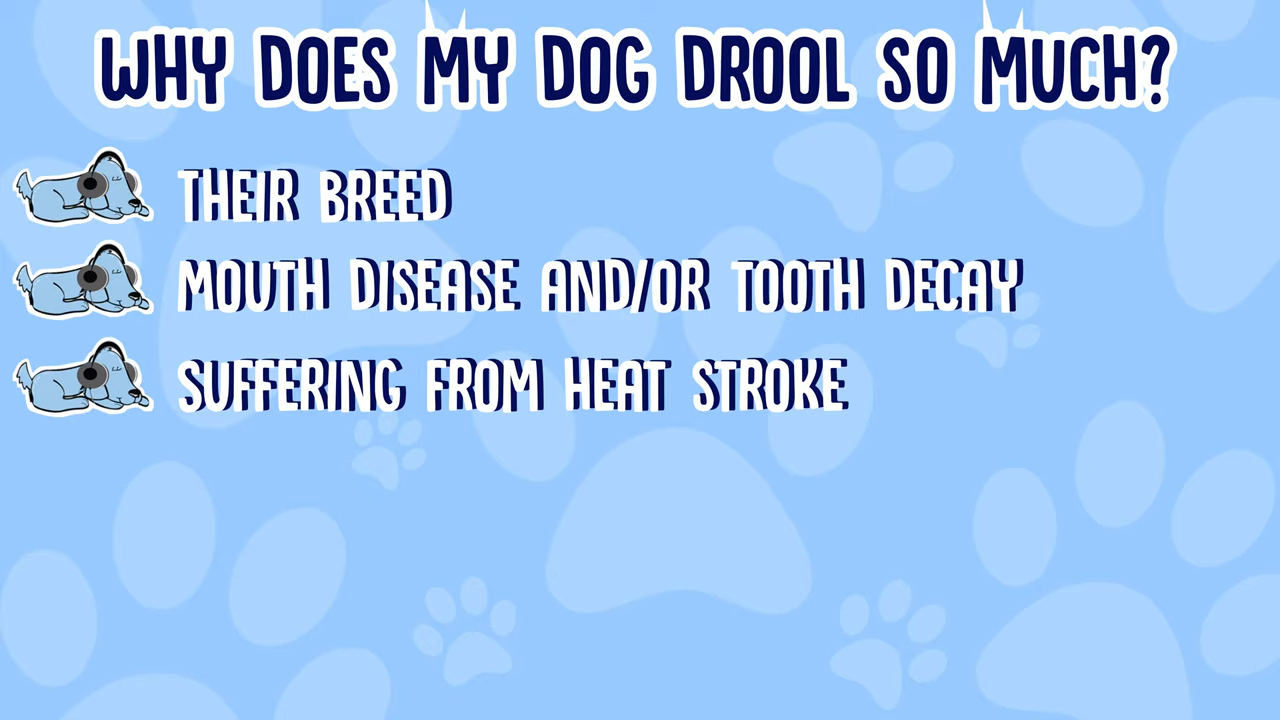 WHY DOES MY DOG DROOL SO MUCH?
THEIR BREED
MOUTH DISEASE AND/OR TOOTH DECAY
SUFFERING FROM HEAT STROKE